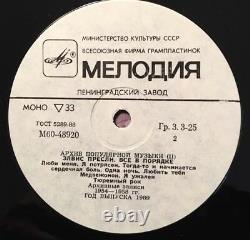 МИНИСТЕРСТВО КУЛЬТУРЫ СССР
ВСЕСОЮЗНАЯ ФИРМА ГРАМПЛАСТИНОК
МЕЛОДИЯ
ЛЕНИНГРАДСКИЙ ЗАВОД
МОНО ▽33
ГОСТ 5289-88
М60-48920
Гр. 3. 3-25
2
АРХИВ ПОПУЛЯРНОЙ МУЗЫКИ (II)
ЭЛВИС ПРЕСЛИ. ВСЕ В ПОРЯДКЕ
Люби меня. Я потрясен. Тогда-то и начинается
сердечная боль. Одна ночь. Любить тебя
Медвежонок. Я ужален
Тюремный рок
Архивные записи
1954—1958 гг.
ГОД ВЫПУСКА 1989